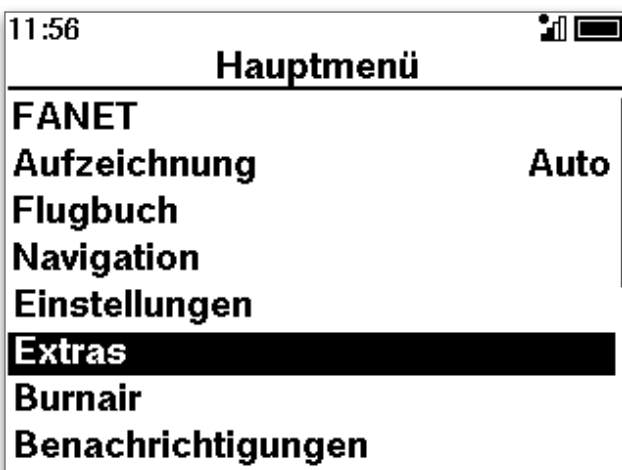 11:56
Hauptmenü
FANET
Aufzeichnung Auto
Flugbuch
Navigation
Einstellungen
Extras
Burnair
Benachrichtigungen